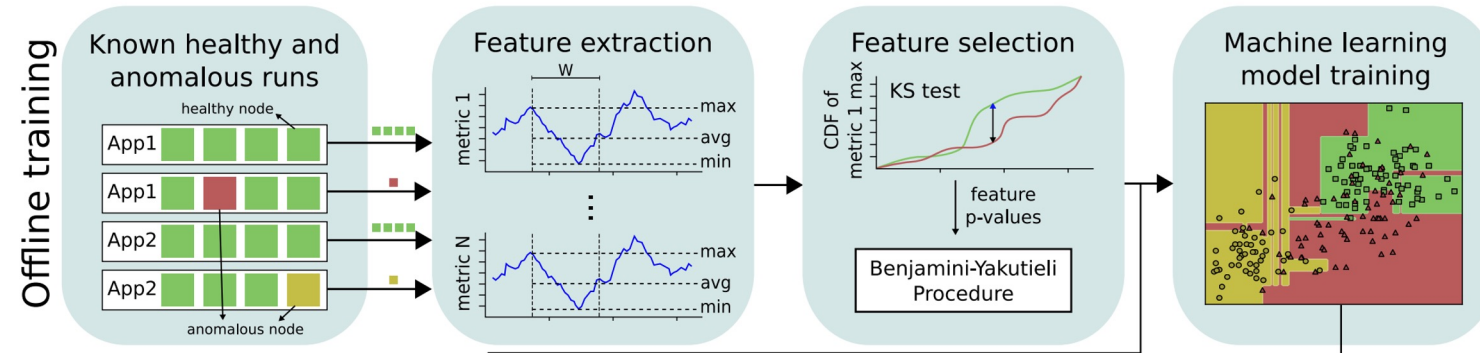 Offline training
Known healthy and
anomalous runs
healthy node
App1
App1
App2
App2
anomalous node
Feature extraction
W
metric 1
max
avg
min
⋮
metric N
max
avg
min
Feature selection
CDF of
metric 1 max
KS test
feature
p-values
Benjamini-Yakutieli
Procedure
Machine learning
model training